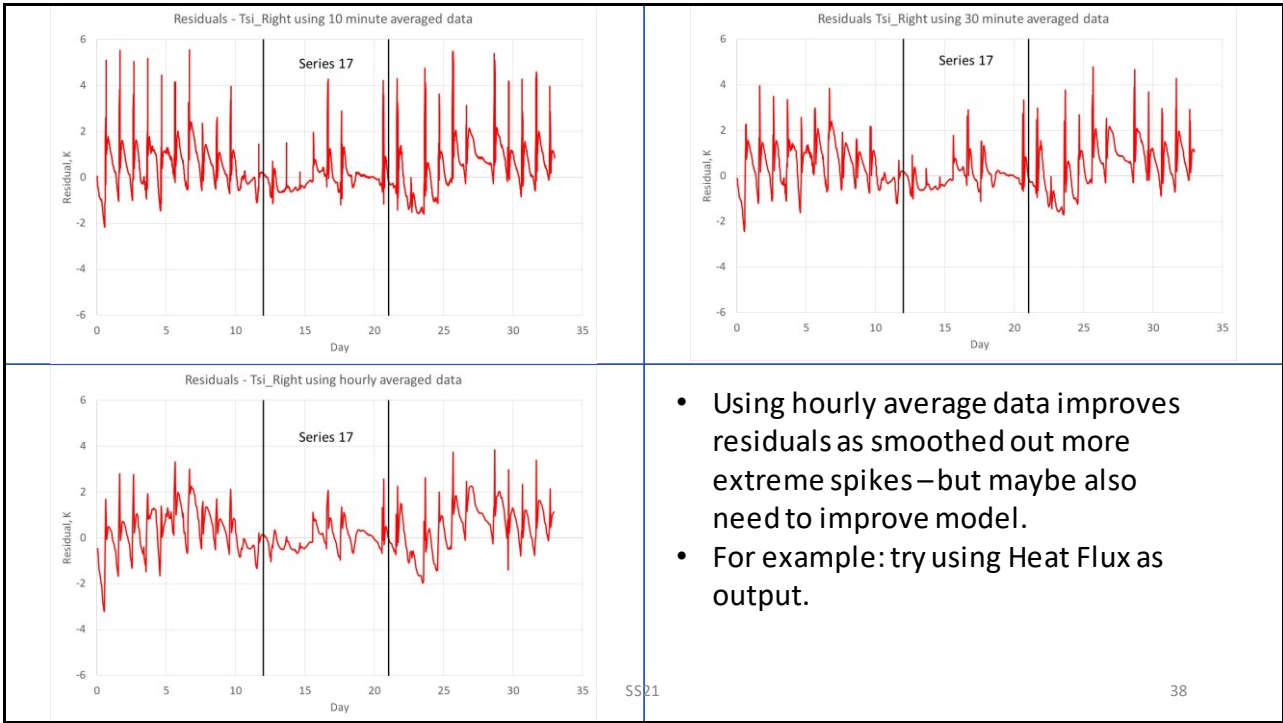 Residuals - Tsi_Right using 10 minute averaged data
Series 17
6
4
2
0
-2
-4
-6
Residual, K
0 5 10 15 20 25 30 35
Day
Residuals Tsi_Right using 30 minute averaged data
Series 17
6
4
2
0
-2
-4
-6
Residual, K
0 5 10 15 20 25 30 35
Day
Residuals - Tsi_Right using hourly averaged data
Series 17
6
4
2
0
-2
-4
-6
Residual, K
0 5 10 15 20 25 30 35
Day
• Using hourly average data improves
residuals as smoothed out more
extreme spikes – but maybe also
need to improve model.
• For example: try using Heat Flux as
output.
SS21
38